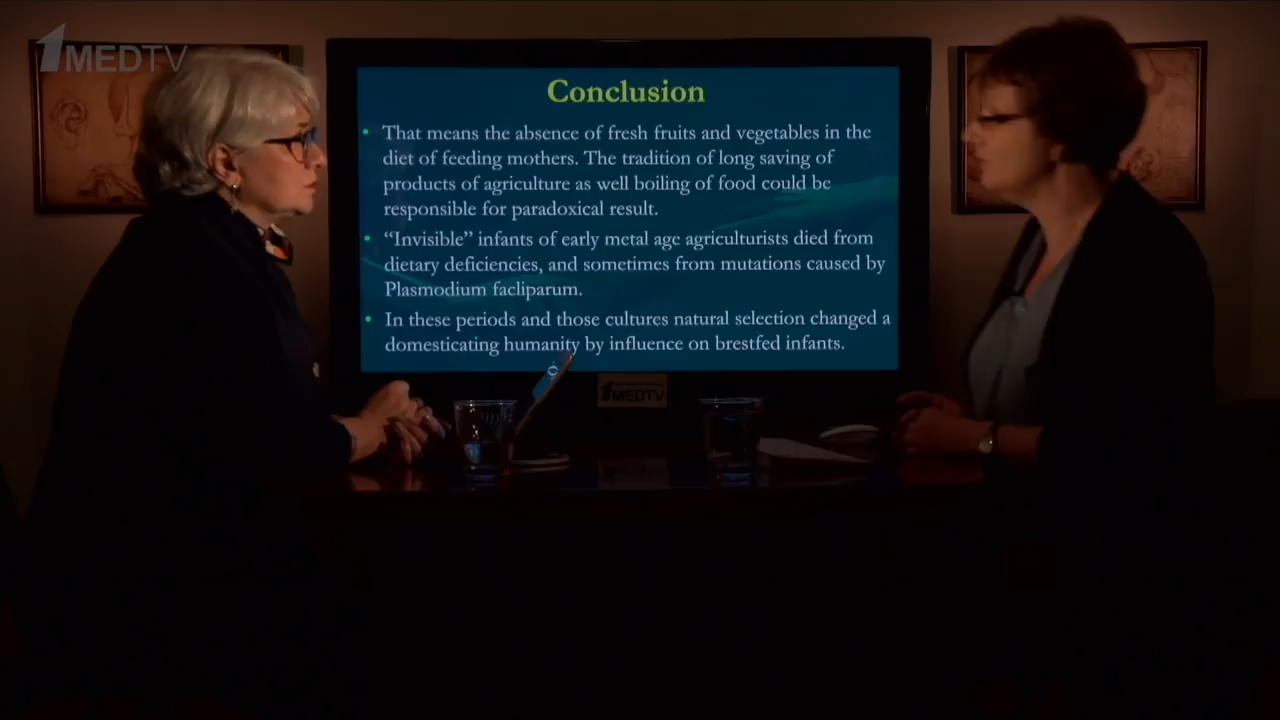 1MEDTV
Conclusion
• That means the absence of fresh fruits and vegetables in the
diet of feeding mothers. The tradition of long saving of
products of agriculture as well boiling of food could be
responsible for paradoxical result.
• “Invisible” infants of early metal age agriculturists died from
dietary deficiencies, and sometimes from mutations caused by
Plasmodium facliparum.
• In these periods and those cultures natural selection changed a
domesticating humanity by influence on brestfed infants.
1MEDTV